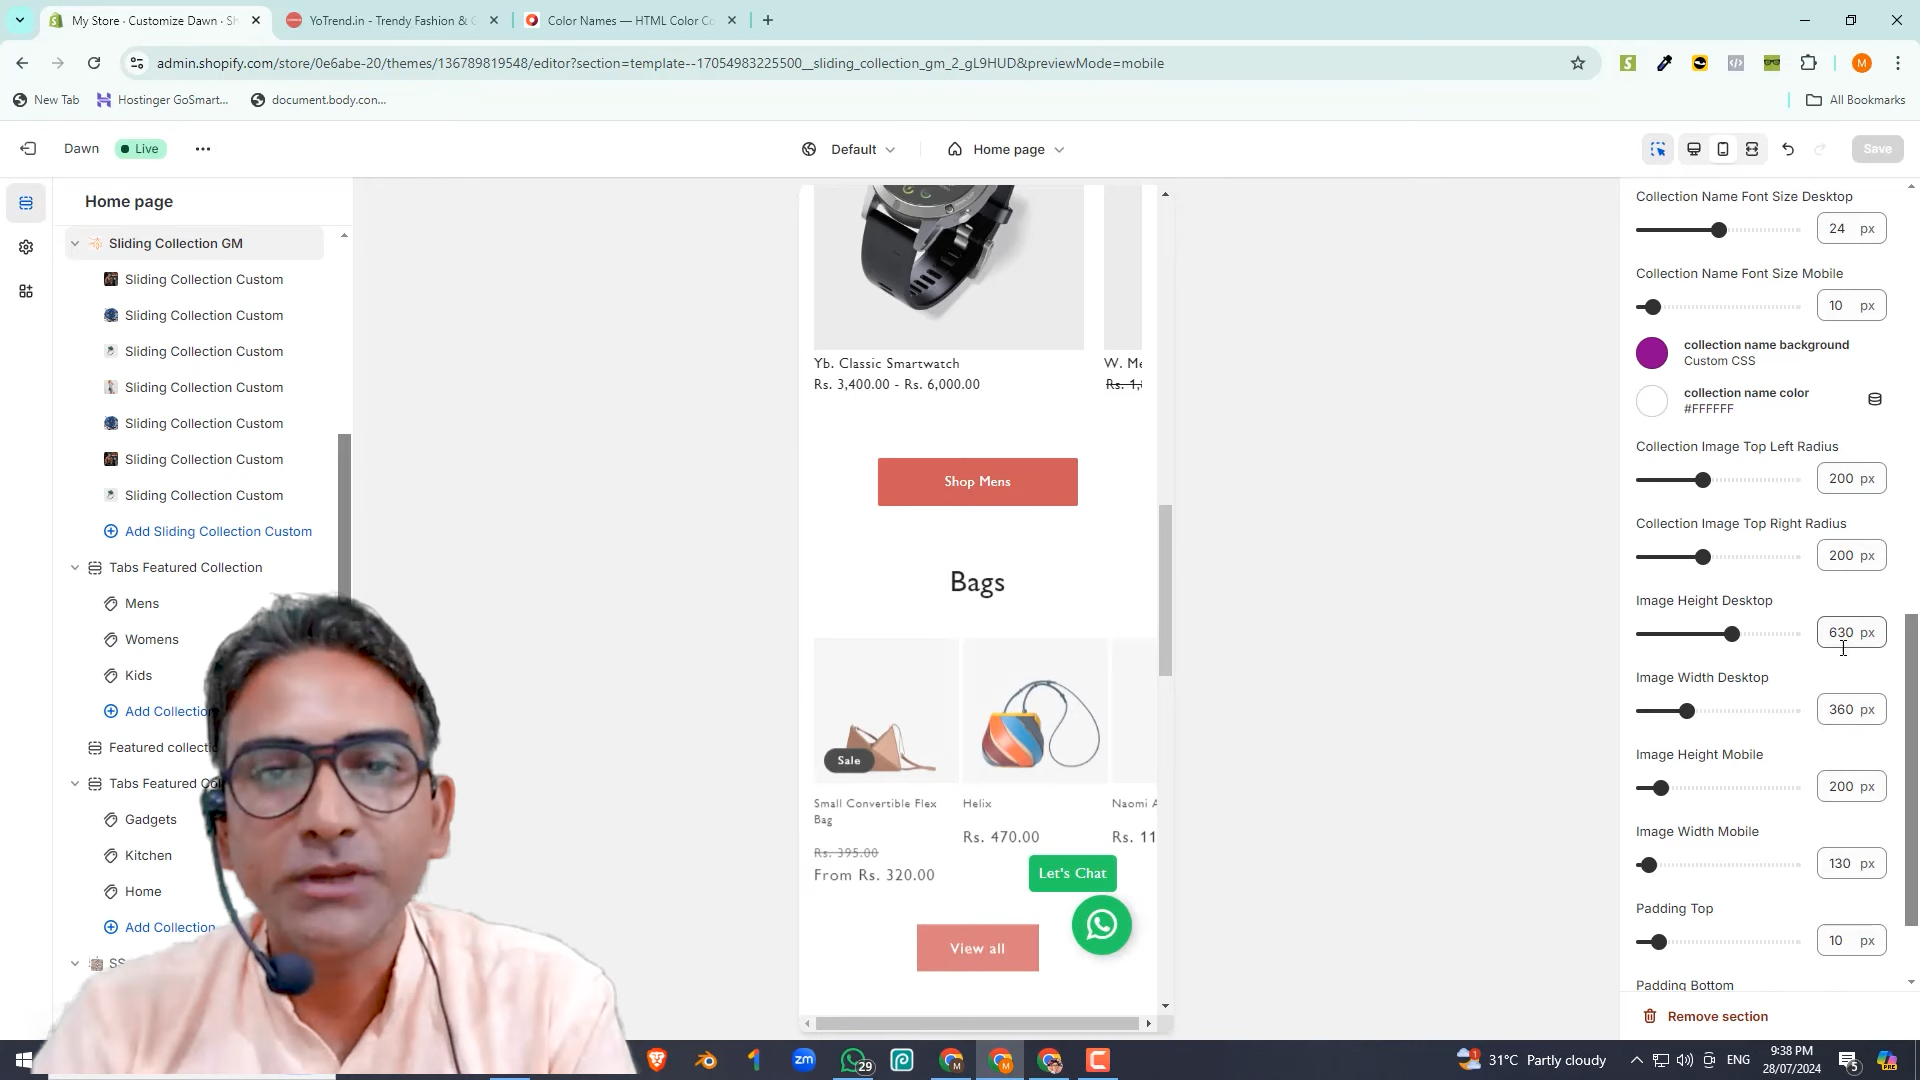 My Store · Customize Dawn · Sh
YoTrend.in - Trendy Fashion & G
Color Names — HTML Color Co
admin.shopify.com/store/0e6abe-20/themes/136789819548/editor?section=template--17054983225500__sliding_collection_gm_2_gL9HUD&previewMode=mobile
New Tab
Hostinger GoSmart...
document.body.con...
All Bookmarks
Dawn
Live
Default
Home page
Save
Home page
Sliding Collection GM
Sliding Collection Custom
Sliding Collection Custom
Sliding Collection Custom
Sliding Collection Custom
Sliding Collection Custom
Sliding Collection Custom
Sliding Collection Custom
Add Sliding Collection Custom
Tabs Featured Collection
Mens
Womens
Kids
Add Collectio
Featured collecti
Tabs Featured Col
Gadgets
Kitchen
Home
Add Collection
SS
Yb. Classic Smartwatch
Rs. 3,400.00 - Rs. 6,000.00
W. Me
Rs. 1,
Shop Mens
Bags
Sale
Small Convertible Flex
Bag
Rs. 395.00
From Rs. 320.00
Helix
Rs. 470.00
Naomi A
Rs. 11
Let's Chat
View all
Collection Name Font Size Desktop
24 px
Collection Name Font Size Mobile
10 px
collection name background
Custom CSS
collection name color
#FFFFFF
Collection Image Top Left Radius
200 px
Collection Image Top Right Radius
200 px
Image Height Desktop
630 px
Image Width Desktop
360 px
Image Height Mobile
200 px
Image Width Mobile
130 px
Padding Top
10 px
Padding Bottom
Remove section
zm
29
31°C Partly cloudy
ENG
9:38 PM
28/07/2024
5